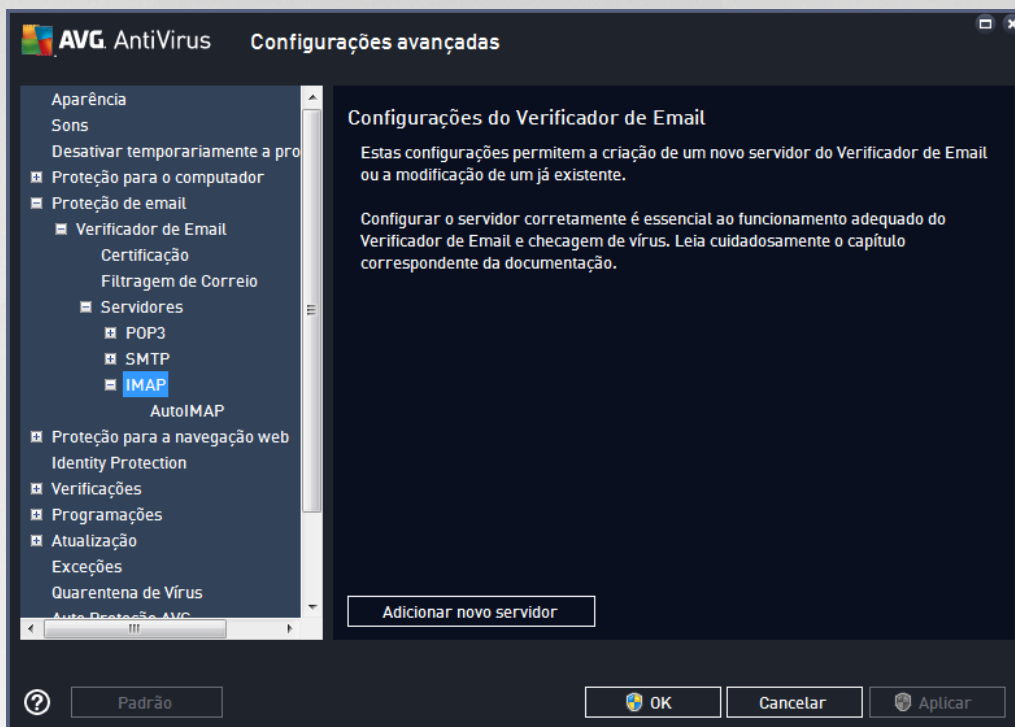 AVG. AntiVirus
Configurações avançadas
Aparência
Sons
Desativar temporariamente a pro
Proteção para o computador
Proteção de email
Verificador de Email
Certificação
Filtragem de Correio
Servidores
POP3
SMTP
IMAP
AutoIMAP
Proteção para a navegação web
Identity Protection
Verificações
Programações
Atualização
Exceções
Quarentena de Vírus
Auto Proteção AVG
Configurações do Verificador de Email
Estas configurações permitem a criação de um novo servidor do Verificador de Email
ou a modificação de um já existente.
Configurar o servidor corretamente é essencial ao funcionamento adequado do
Verificador de Email e checagem de vírus. Leia cuidadosamente o capítulo
correspondente da documentação.
Adicionar novo servidor
Padrão
OK
Cancelar
Aplicar